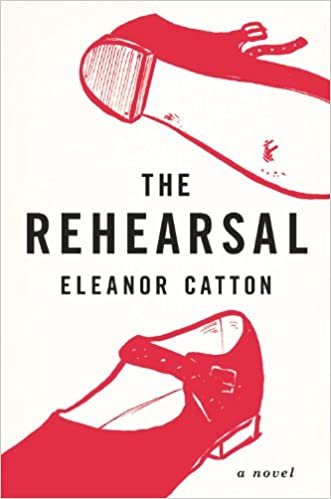 THE
REHEARSAL
ELEANOR CATTON
a novel